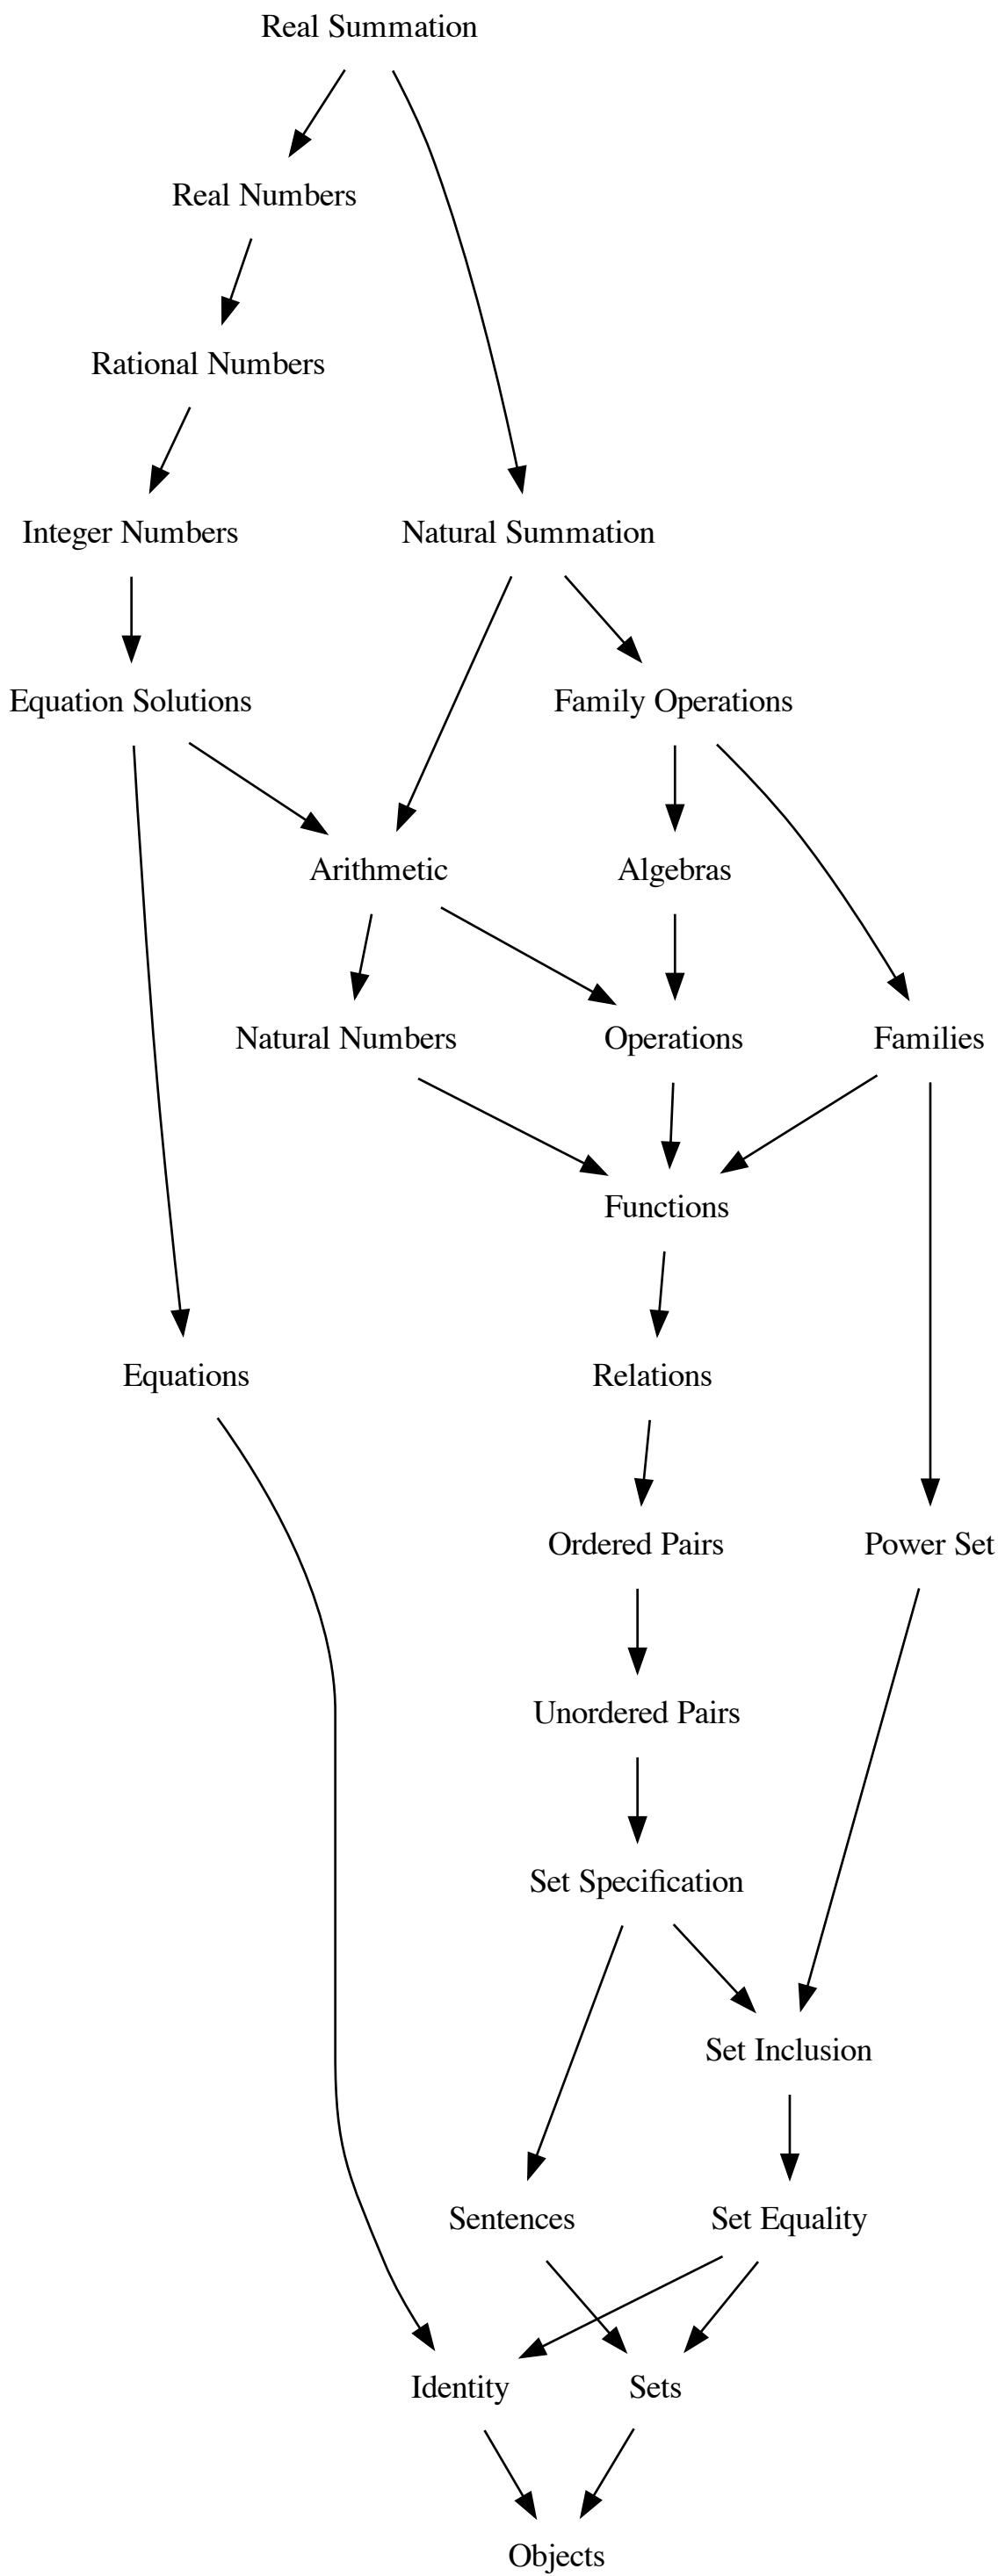 Real Summation
Real Numbers
Rational Numbers
Integer Numbers
Natural Summation
Equation Solutions
Family Operations
Arithmetic
Algebras
Natural Numbers
Operations
Families
Functions
Equations
Relations
Ordered Pairs
Power Set
Unordered Pairs
Set Specification
Set Inclusion
Sentences
Set Equality
Identity
Sets
Objects